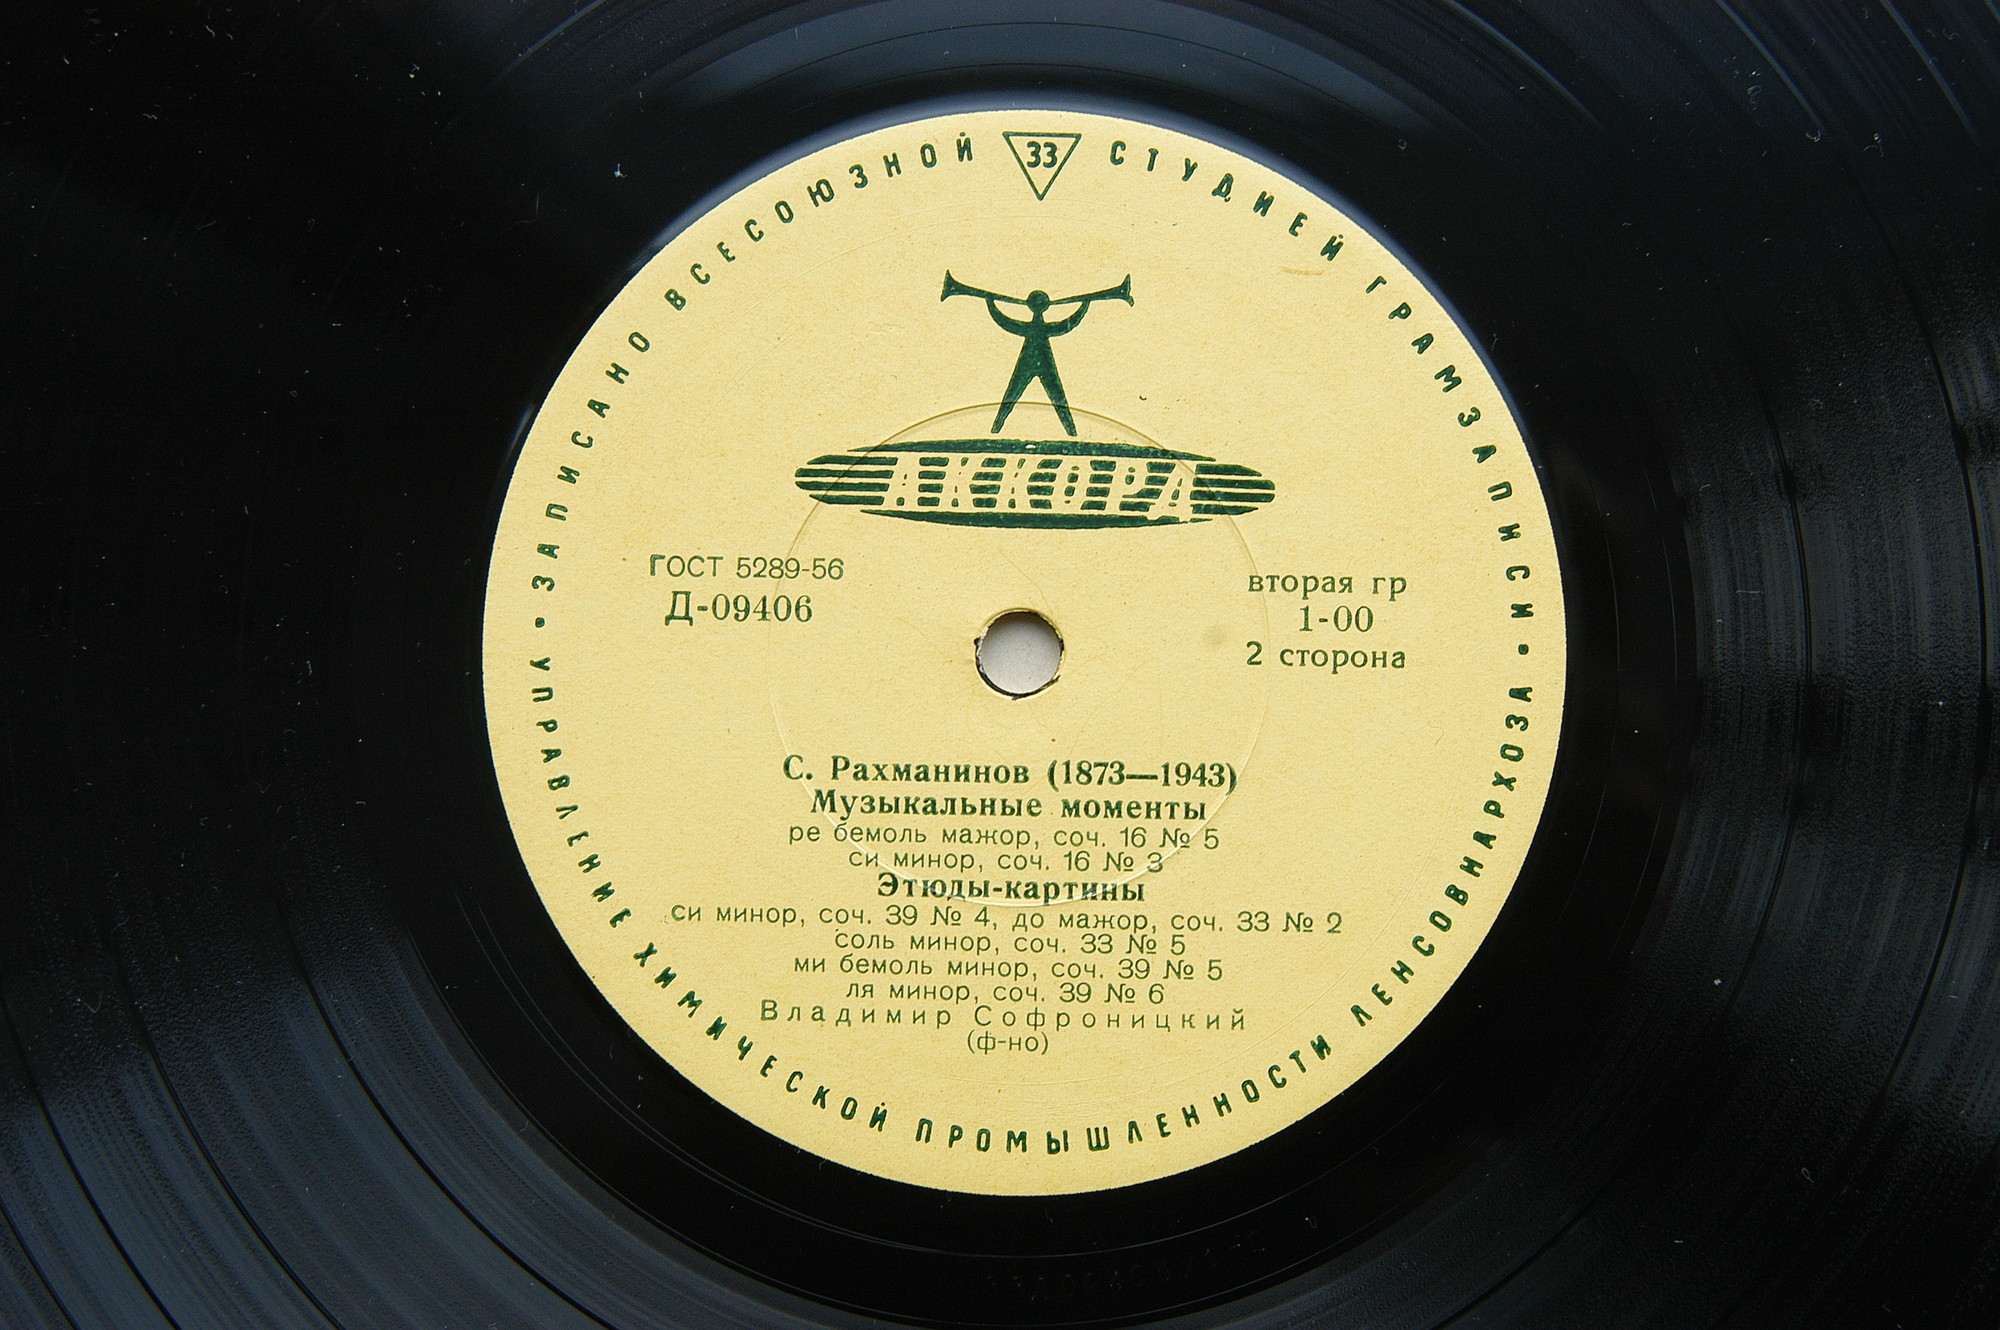 ЗАПИСАНО ВСЕСОЮЗНОЙ 33 СТУДИЕЙ ГРАМЗАПИСИ
АККОРД
ГОСТ 5289-56
Д-09406
вторая гр
1-00
2 сторона
С. Рахманинов (1873—1943)
Музыкальные моменты
ре бемоль мажор, соч. 16 № 5
си минор, соч. 16 № 3
Этюды-картины
си минор, соч. 39 № 4, до мажор, соч. 33 № 2
соль минор, соч. 33 № 5
ми бемоль минор, соч. 39 № 5
ля минор, соч. 39 № 6
Владимир Софроницкий
(ф-но)
• УПРАВЛЕНИЕ ХИМИЧЕСКОЙ ПРОМЫШЛЕННОСТИ ЛЕНСОВНАРХОЗА •